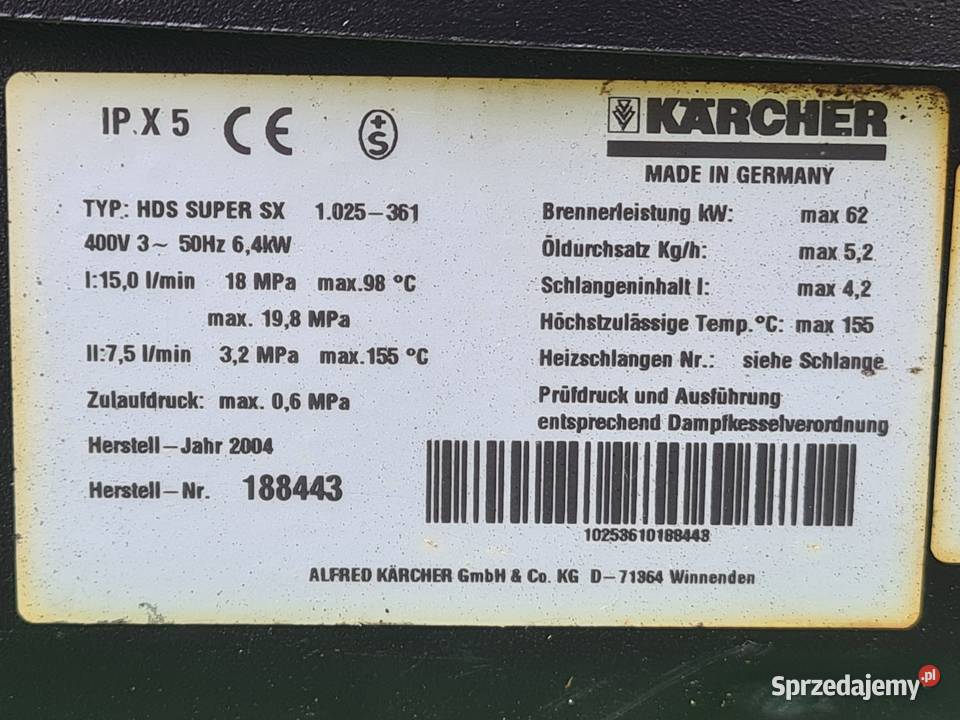 IP X 5 CE +S
KÄRCHER
MADE IN GERMANY
TYP: HDS SUPER SX 1.025-361
400V 3~ 50Hz 6,4kW
I:15,0 l/min 18 MPa max.98 °C
max. 19,8 MPa
II:7,5 l/min 3,2 MPa max.155 °C
Zulaufdruck: max. 0,6 MPa
Herstell-Jahr 2004
Herstell-Nr. 188443
Brennerleistung kW: max 62
Öldurchsatz Kg/h: max 5,2
Schlangeninhalt l: max 4,2
Höchstzulässige Temp.°C: max 155
Heizschlangen Nr.: siehe Schlange
Prüfdruck und Ausführung
entsprechend Dampfkesselverordnung
10253610188443
ALFRED KÄRCHER GmbH & Co. KG D-71364 Winnenden
Sprzedajemy.pl